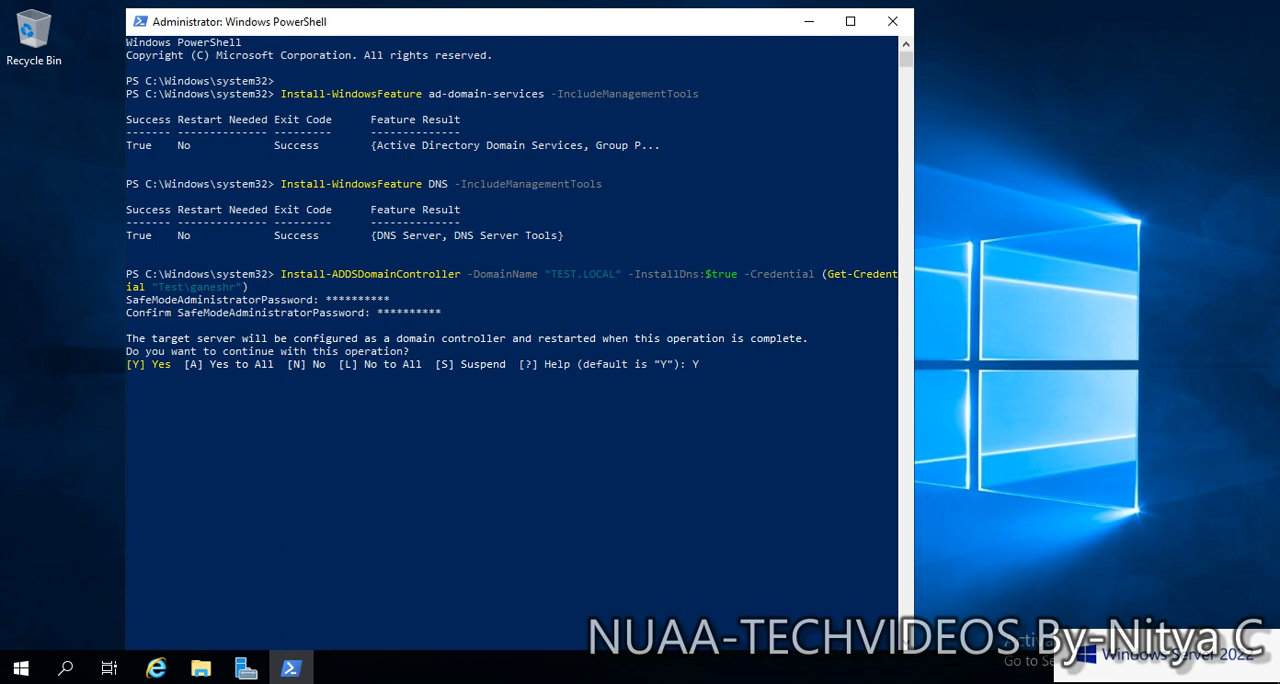 Recycle Bin
Administrator: Windows PowerShell
Windows PowerShell
Copyright (C) Microsoft Corporation. All rights reserved.
PS C:\Windows\system32>
PS C:\Windows\system32> Install-WindowsFeature ad-domain-services -IncludeManagementTools
Success Restart Needed Exit Code      Feature Result
------- -------------- ---------      --------------
True    No             Success        {Active Directory Domain Services, Group P...
PS C:\Windows\system32> Install-WindowsFeature DNS -IncludeManagementTools
Success Restart Needed Exit Code      Feature Result
------- -------------- ---------      --------------
True    No             Success        {DNS Server, DNS Server Tools}
PS C:\Windows\system32> Install-ADDSDomainController -DomainName "TEST.LOCAL" -InstallDns:$true -Credential (Get-Credent
ial "Test\ganeshr")
SafeModeAdministratorPassword: **********
Confirm SafeModeAdministratorPassword: **********
The target server will be configured as a domain controller and restarted when this operation is complete.
Do you want to continue with this operation?
[Y] Yes  [A] Yes to All  [N] No  [L] No to All  [S] Suspend  [?] Help (default is "Y"): Y
NUAA-TECHVIDEOS By-Nitya C
Go to Se
Windows Server 2022